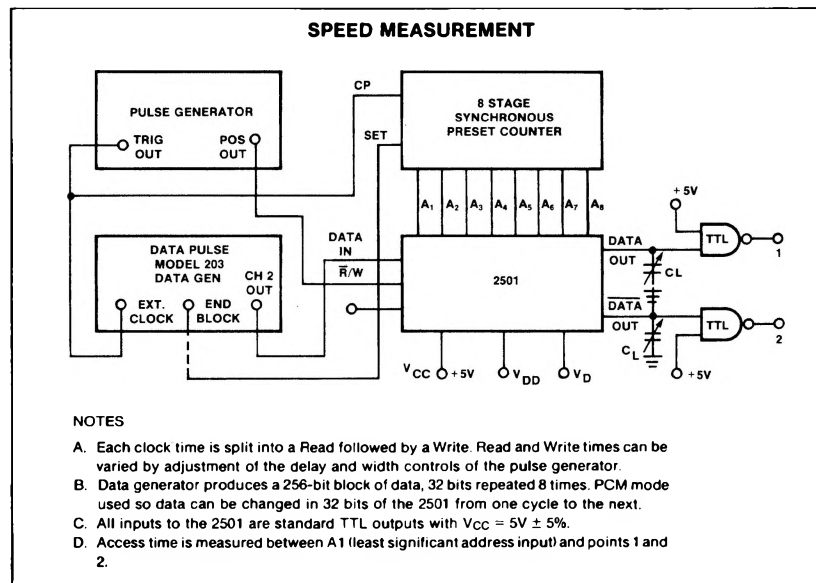 SPEED MEASUREMENT
PULSE GENERATOR
TRIG
OUT
POS
OUT
CP
SET
8 STAGE
SYNCHRONOUS
PRESET COUNTER
A1 A2 A3 A4 A5 A6 A7 A8
DATA PULSE
MODEL 203
DATA GEN
CH 2
OUT
EXT.
CLOCK
END
BLOCK
DATA
IN
R̅/W
2501
DATA
OUT
CL
D̅A̅T̅A̅
OUT
CL
+5V
TTL
1
TTL
2
+5V
VCC +5V
VDD
VD
NOTES
A. Each clock time is split into a Read followed by a Write. Read and Write times can be
varied by adjustment of the delay and width controls of the pulse generator.
B. Data generator produces a 256-bit block of data, 32 bits repeated 8 times. PCM mode
used so data can be changed in 32 bits of the 2501 from one cycle to the next.
C. All inputs to the 2501 are standard TTL outputs with VCC = 5V ± 5%.
D. Access time is measured between A1 (least significant address input) and points 1 and
2.